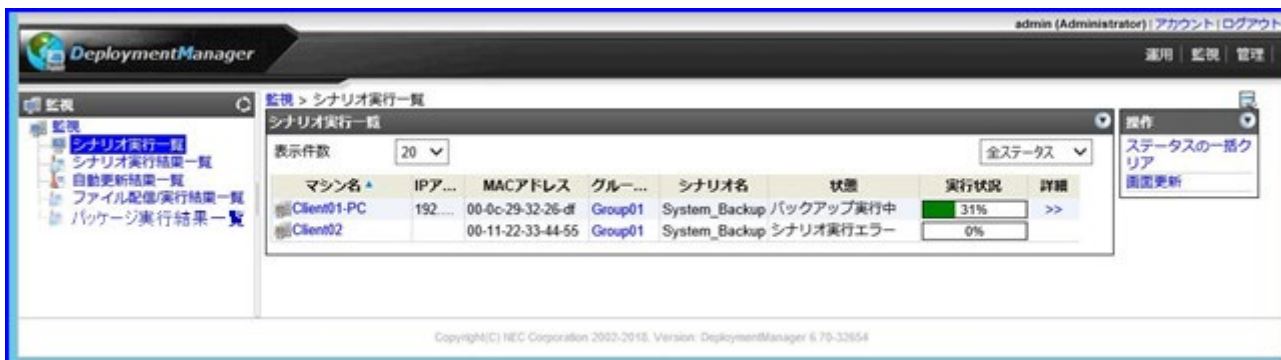 admin (Administrator) | アカウント | ログアウト
DeploymentManager
運用 | 監視 | 管理
監視
監視
シナリオ実行一覧
シナリオ実行結果一覧
自動更新結果一覧
ファイル配信/実行結果一覧
パッケージ実行結果一覧
監視 > シナリオ実行一覧
シナリオ実行一覧
表示件数 20 全ステータス
マシン名 IPア... MACアドレス グルー... シナリオ名 状態 実行状況 詳細
Client01-PC 192.... 00-0c-29-32-26-df Group01 System_Backup バックアップ実行中 31% >>
Client02 00-11-22-33-44-55 Group01 System_Backup シナリオ実行エラー 0%
操作
ステータスの一括ク
リア
画面更新
Copyright(C) NEC Corporation 2002-2018. Version: DeploymentManager 6.70-32654